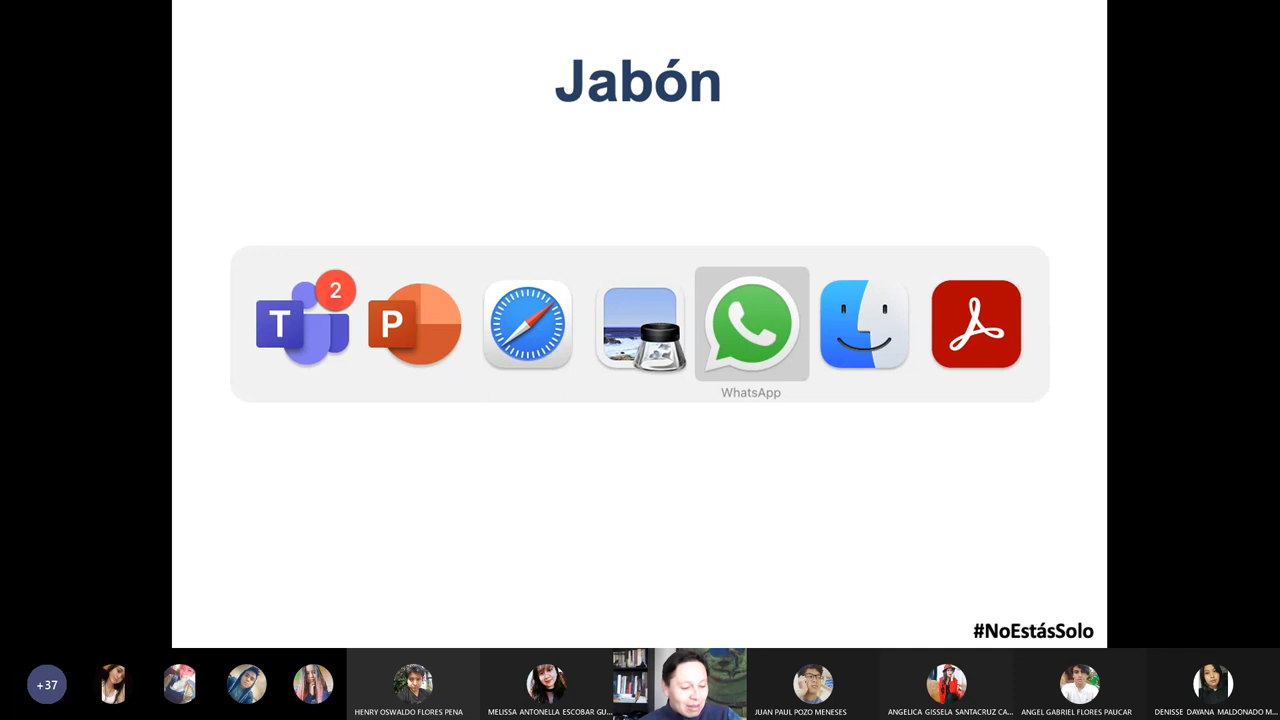 Jabón
2
T
P
WhatsApp
#NoEstásSolo
+37
HENRY OSWALDO FLORES PENA
MELISSA ANTONELLA ESCOBAR GU...
JUAN PAUL POZO MENESES
ANGELICA GISSELA SANTACRUZ CA...
ANGEL GABRIEL FLORES PAUCAR
DENISSE DAYANA MALDONADO M...